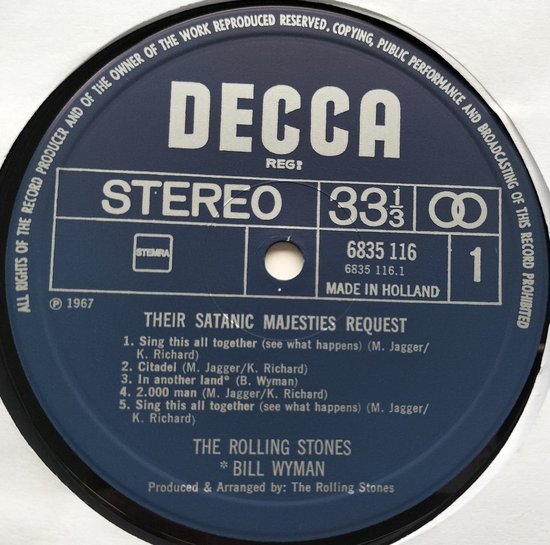 ALL RIGHTS OF THE RECORD PRODUCER AND OF THE OWNER OF THE WORK REPRODUCED RESERVED. COPYING, PUBLIC PERFORMANCE AND BROADCASTING OF THIS RECORD PROHIBITED
DECCA
REG:
STEREO 33 1/3
STEMRA
6835 116
6835 116.1
MADE IN HOLLAND
1
℗ 1967
THEIR SATANIC MAJESTIES REQUEST
1. Sing this all together (see what happens) (M. Jagger/
K. Richard)
2. Citadel (M. Jagger/K. Richard)
3. In another land* (B. Wyman)
4. 2.000 man (M. Jagger/K. Richard)
5. Sing this all together (see what happens) (M. Jagger/
K. Richard)
THE ROLLING STONES
* BILL WYMAN
Produced & Arranged by: The Rolling Stones